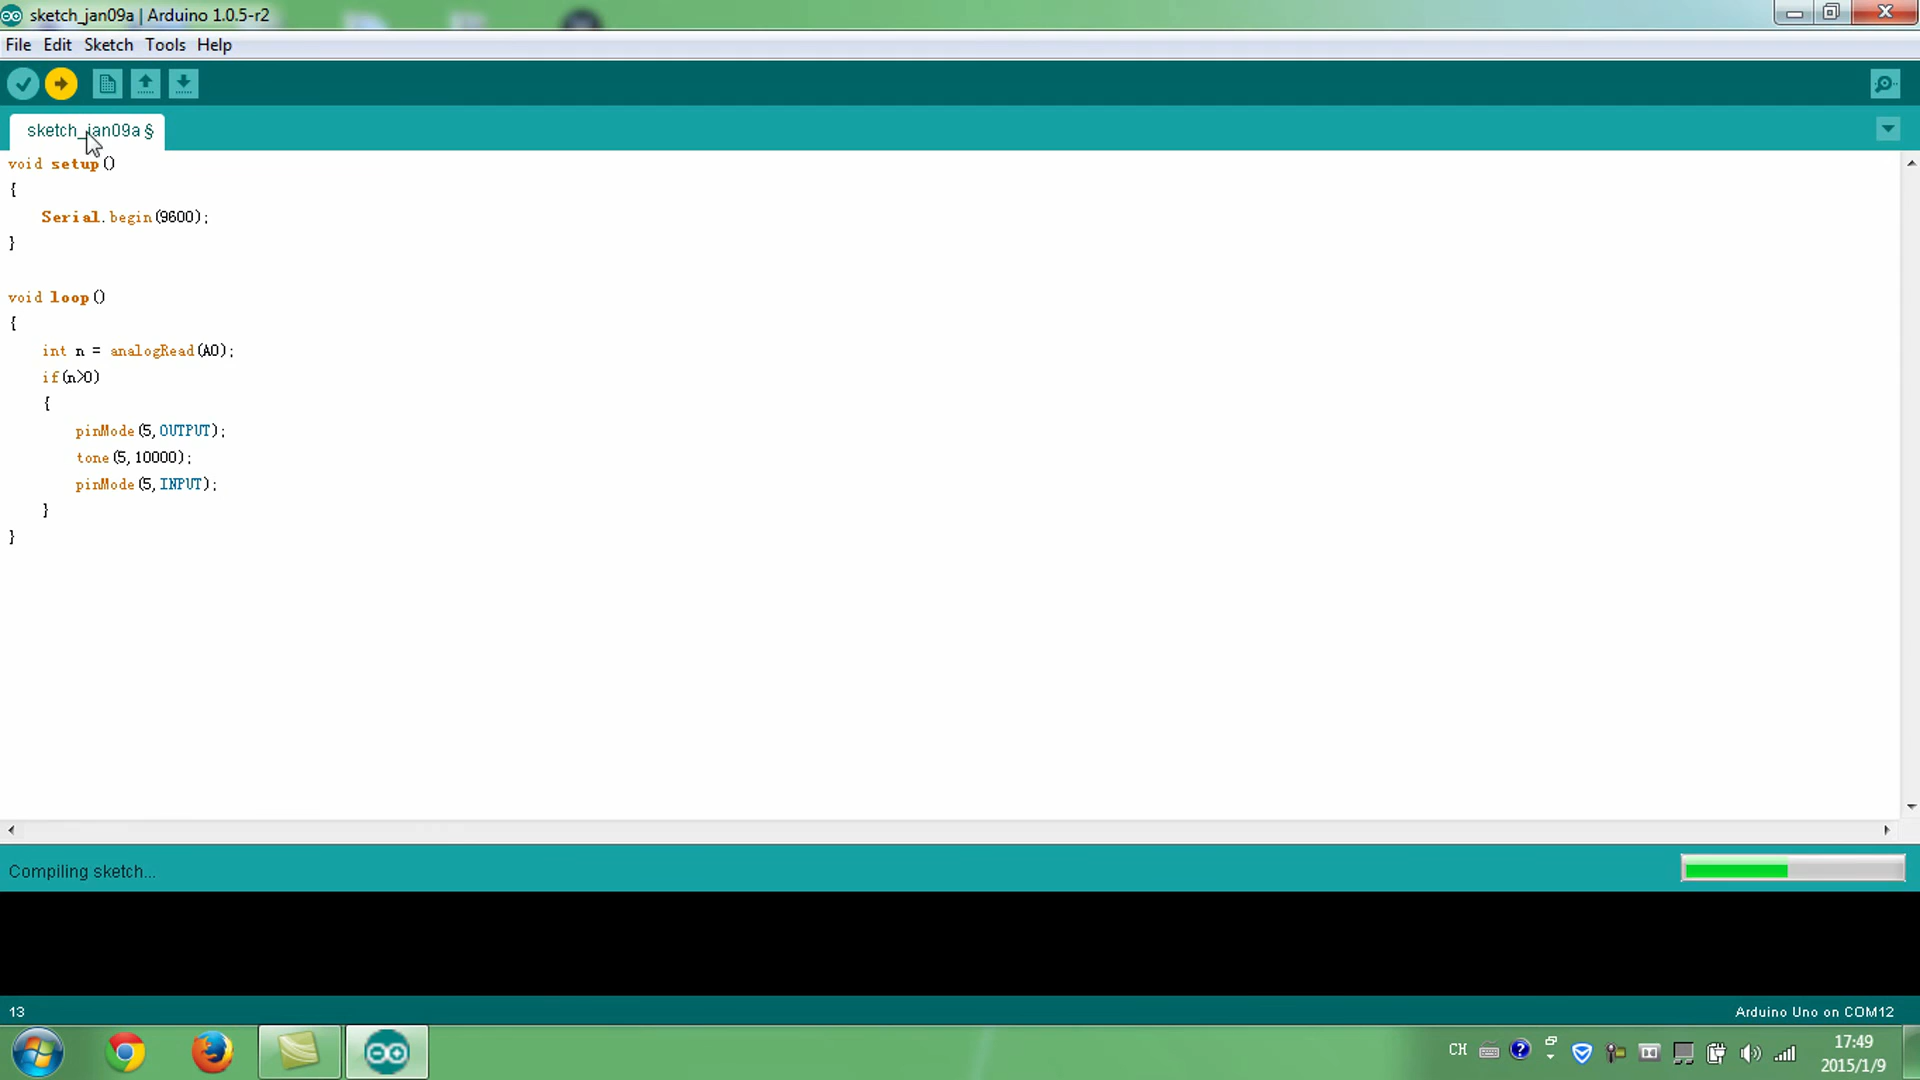 sketch_jan09a | Arduino 1.0.5-r2
File Edit Sketch Tools Help
sketch_jan09a §
void setup()
{
    Serial.begin(9600);
}

void loop()
{
    int n = analogRead(A0);
    if(n>0)
    {
        pinMode(5,OUTPUT);
        tone(5,10000);
        pinMode(5,INPUT);
    }
}
Compiling sketch...
13
Arduino Uno on COM12
CH
17:49
2015/1/9